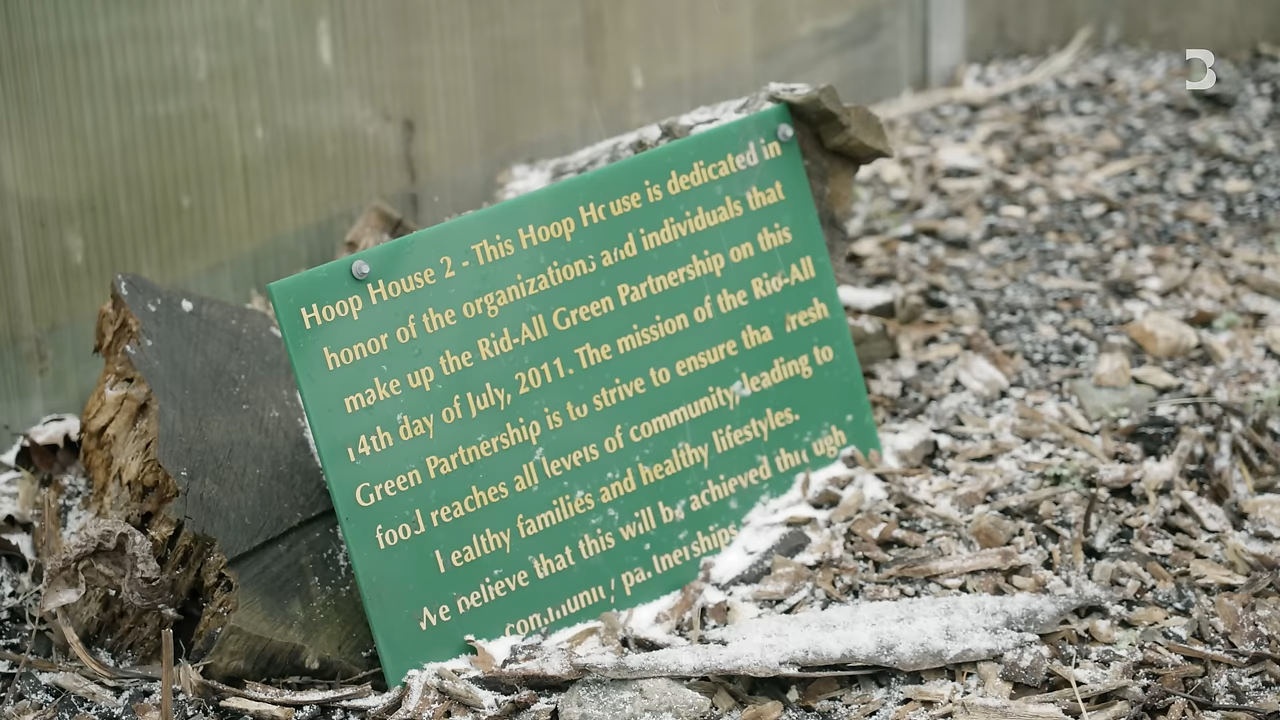 Hoop House 2 - This Hoop House is dedicated in
honor of the organizations and individuals that
make up the Rid-All Green Partnership on this
14th day of July, 2011. The mission of the Rid-All
Green Partnership is to strive to ensure that fresh
food reaches all levels of community, leading to
healthy families and healthy lifestyles.
We believe that this will be achieved through
community partnerships
3